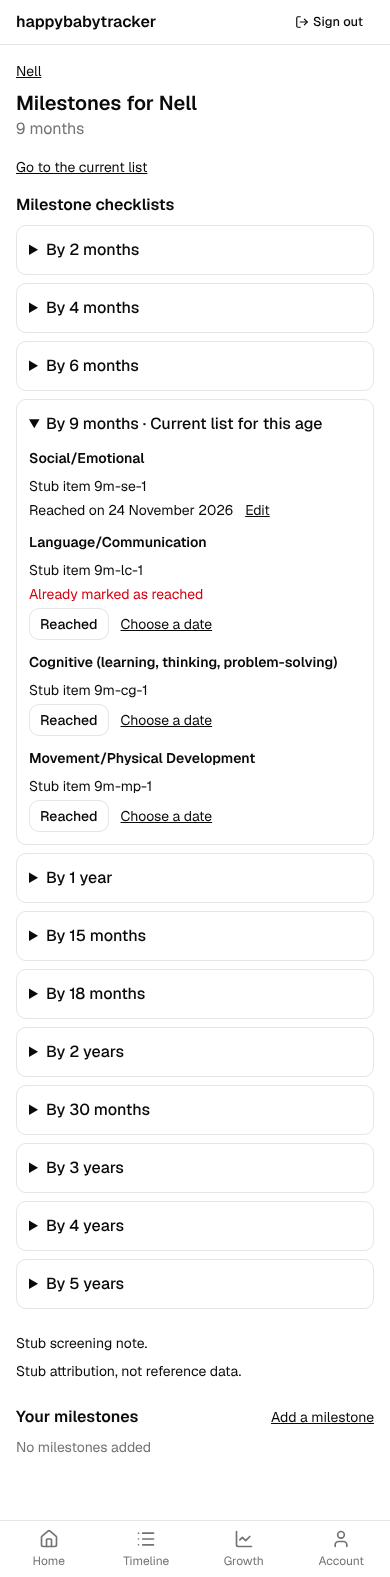 happybabytracker
Sign out
Nell
Milestones for Nell
9 months
Go to the current list
Milestone checklists
By 2 months
By 4 months
By 6 months
By 9 months · Current list for this age
Social/Emotional
Stub item 9m-se-1
Reached on 24 November 2026 Edit
Language/Communication
Stub item 9m-lc-1
Already marked as reached
Reached Choose a date
Cognitive (learning, thinking, problem-solving)
Stub item 9m-cg-1
Reached Choose a date
Movement/Physical Development
Stub item 9m-mp-1
Reached Choose a date
By 1 year
By 15 months
By 18 months
By 2 years
By 30 months
By 3 years
By 4 years
By 5 years
Stub screening note.
Stub attribution, not reference data.
Your milestones Add a milestone
No milestones added
Home Timeline Growth Account